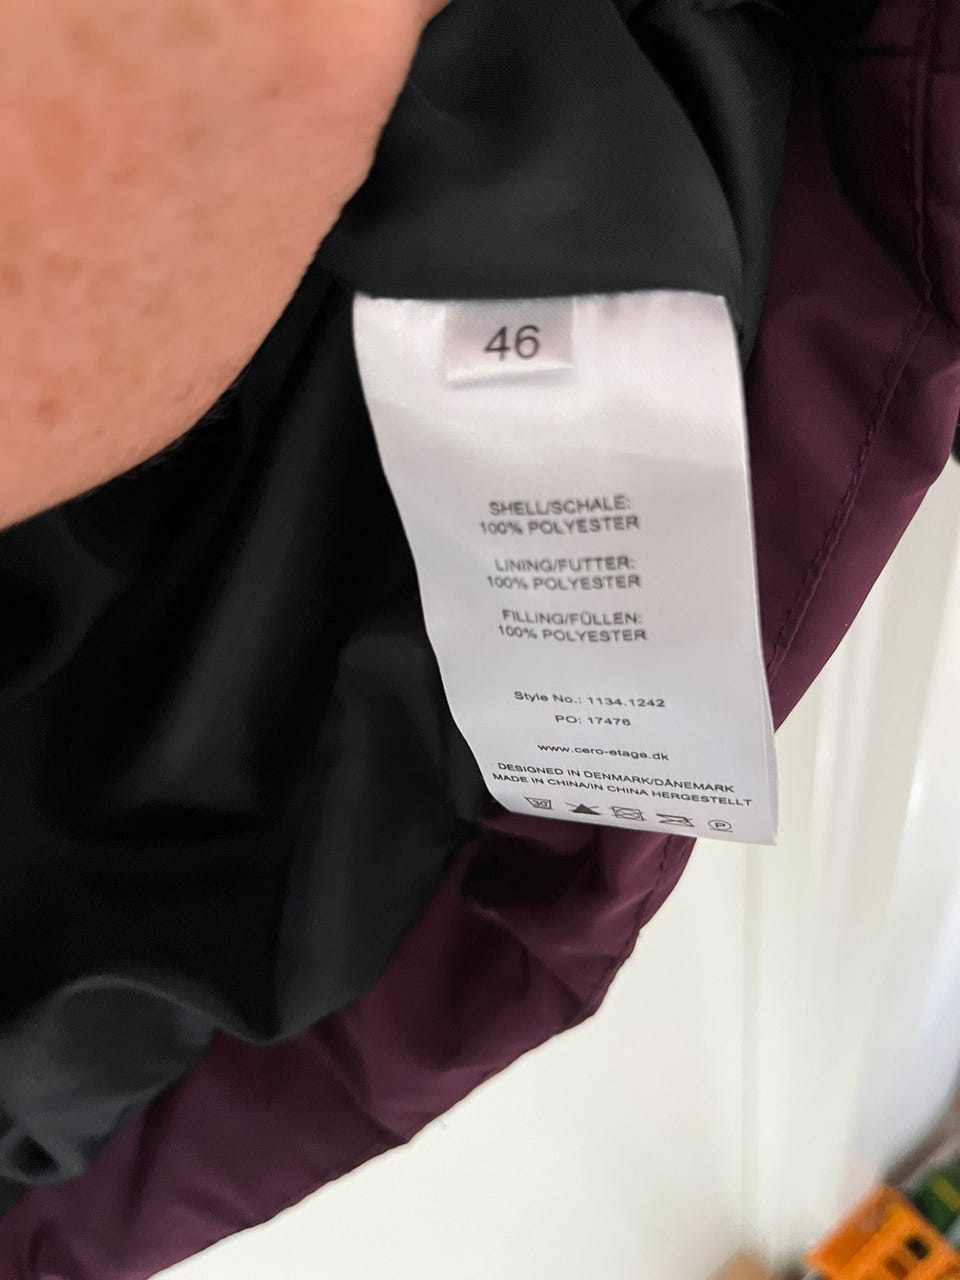 46
SHELL/SCHALE:
100% POLYESTER
LINING/FUTTER:
100% POLYESTER
FILLING/FÜLLEN:
100% POLYESTER
Style No.: 1134.1242
PO: 17476
www.cero-etage.dk
DESIGNED IN DENMARK/DÄNEMARK
MADE IN CHINA/IN CHINA HERGESTELLT
30 P